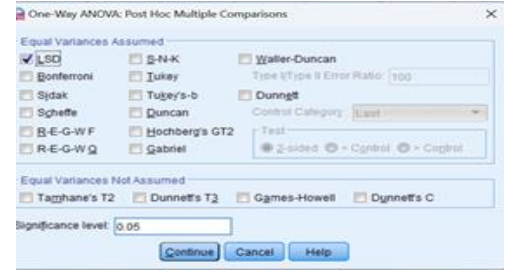 One-Way ANOVA: Post Hoc Multiple Comparisons
Equal Variances Assumed
LSD S-N-K Waller-Duncan
Bonferroni Tukey Type I/Type II Error Ratio: 100
Sidak Tukey's-b Dunnett
Scheffe Duncan Control Category: Last
R-E-G-W F Hochberg's GT2 Test
R-E-G-W Q Gabriel 2-sided < Control > Control
Equal Variances Not Assumed
Tamhane's T2 Dunnett's T3 Games-Howell Dunnett's C
Significance level: 0.05
Continue Cancel Help